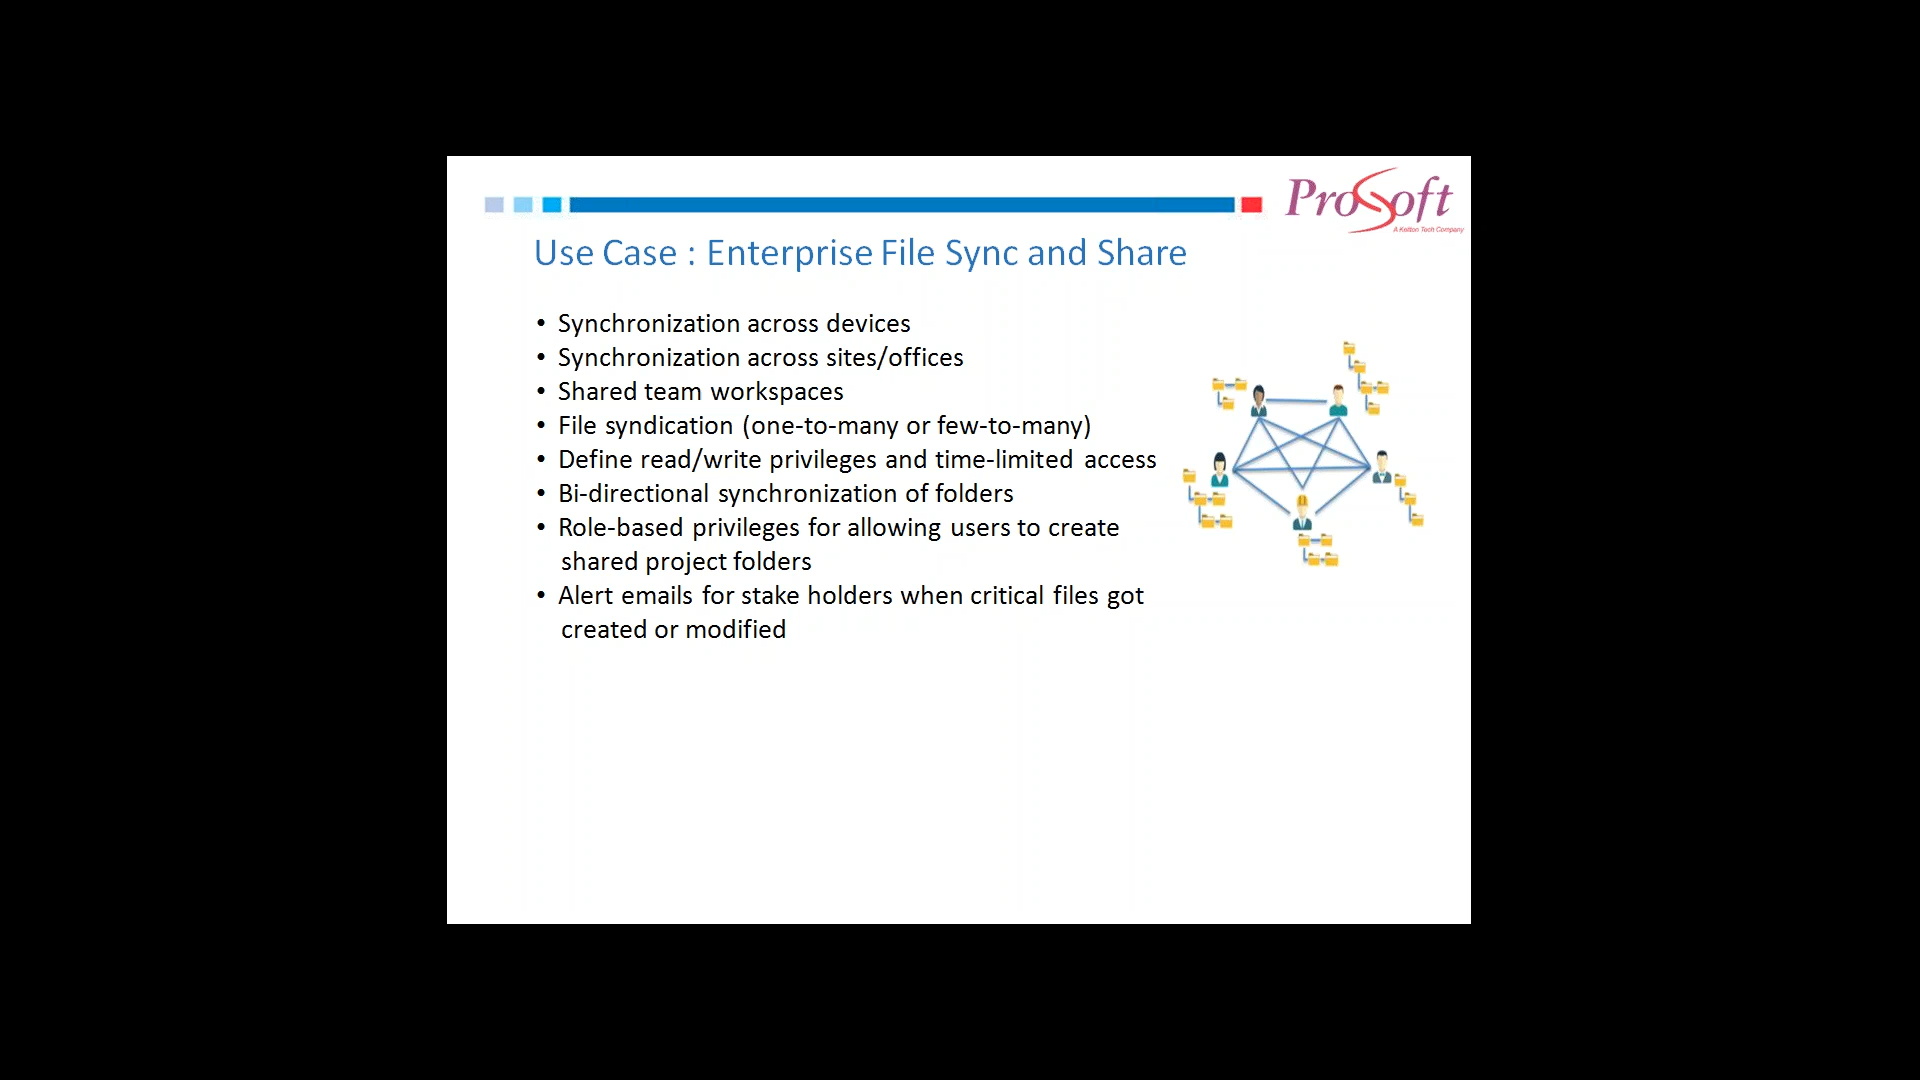 ProSoft
A Kellton Tech Company
Use Case : Enterprise File Sync and Share
• Synchronization across devices
• Synchronization across sites/offices
• Shared team workspaces
• File syndication (one-to-many or few-to-many)
• Define read/write privileges and time-limited access
• Bi-directional synchronization of folders
• Role-based privileges for allowing users to create
shared project folders
• Alert emails for stake holders when critical files got
created or modified